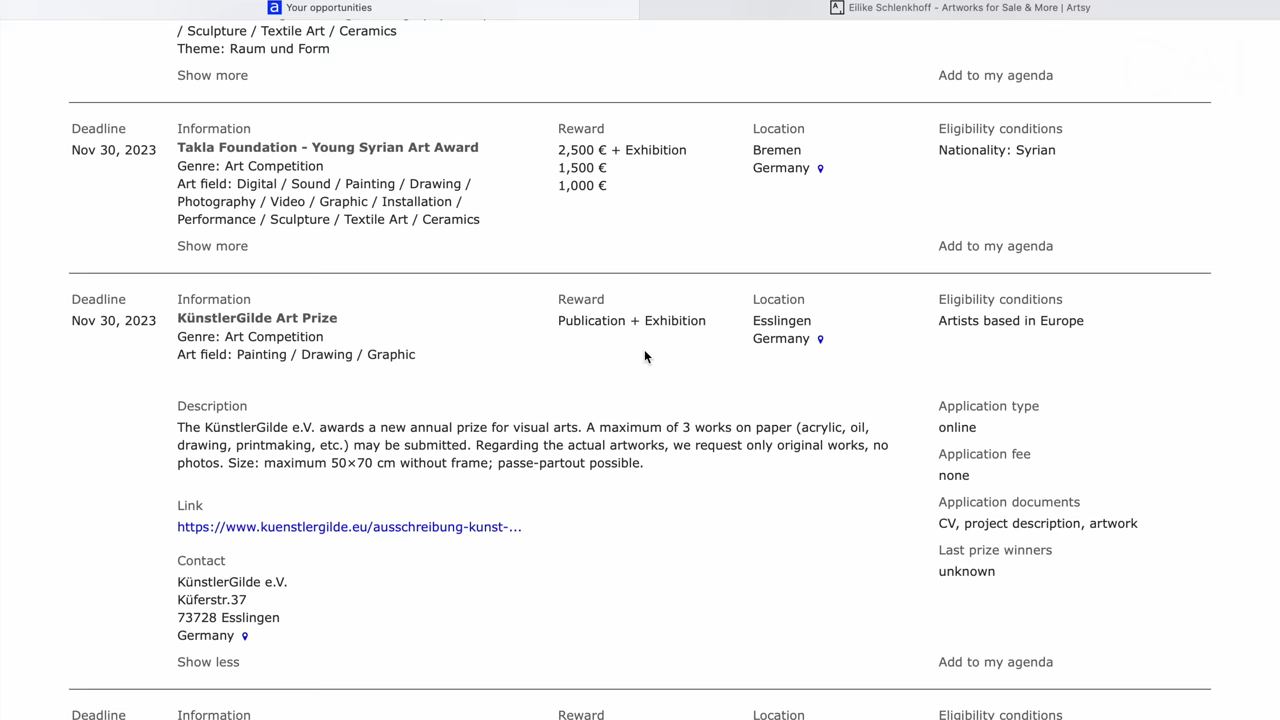 Your opportunities
Eilike Schlenkhoff – Artworks for Sale & More | Artsy
/ Sculpture / Textile Art / Ceramics
Theme: Raum und Form
Show more
Add to my agenda
Deadline
Information
Reward
Location
Eligibility conditions
Nov 30, 2023
Takla Foundation - Young Syrian Art Award
2,500 € + Exhibition
Bremen
Nationality: Syrian
Genre: Art Competition
1,500 €
Germany
Art field: Digital / Sound / Painting / Drawing /
1,000 €
Photography / Video / Graphic / Installation /
Performance / Sculpture / Textile Art / Ceramics
Show more
Add to my agenda
Deadline
Information
Reward
Location
Eligibility conditions
Nov 30, 2023
KünstlerGilde Art Prize
Publication + Exhibition
Esslingen
Artists based in Europe
Genre: Art Competition
Germany
Art field: Painting / Drawing / Graphic
Description
The KünstlerGilde e.V. awards a new annual prize for visual arts. A maximum of 3 works on paper (acrylic, oil,
drawing, printmaking, etc.) may be submitted. Regarding the actual artworks, we request only original works, no
photos. Size: maximum 50×70 cm without frame; passe-partout possible.
Application type
online
Application fee
none
Link
https://www.kuenstlergilde.eu/ausschreibung-kunst-...
Application documents
CV, project description, artwork
Last prize winners
unknown
Contact
KünstlerGilde e.V.
Küferstr.37
73728 Esslingen
Germany
Show less
Add to my agenda
Deadline
Information
Reward
Location
Eligibility conditions